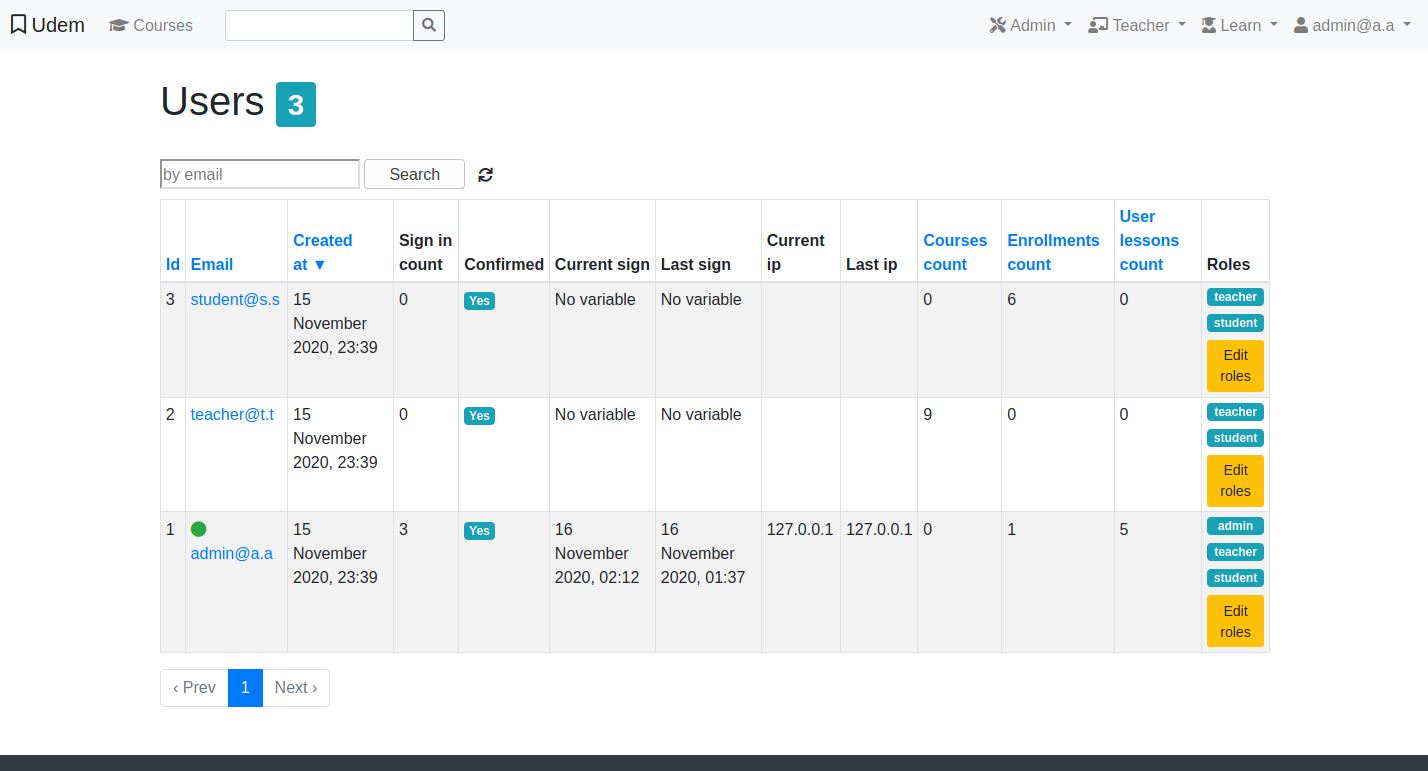 Udem Courses Admin Teacher Learn admin@a.a
Users 3
by email Search
Id Email Created at ▼ Sign in count Confirmed Current sign Last sign Current ip Last ip Courses count Enrollments count User lessons count Roles
3 student@s.s 15 November 2020, 23:39 0 Yes No variable No variable 0 6 0 teacher student Edit roles
2 teacher@t.t 15 November 2020, 23:39 0 Yes No variable No variable 9 0 0 teacher student Edit roles
1 admin@a.a 15 November 2020, 23:39 3 Yes 16 November 2020, 02:12 16 November 2020, 01:37 127.0.0.1 127.0.0.1 0 1 5 admin teacher student Edit roles
‹ Prev 1 Next ›